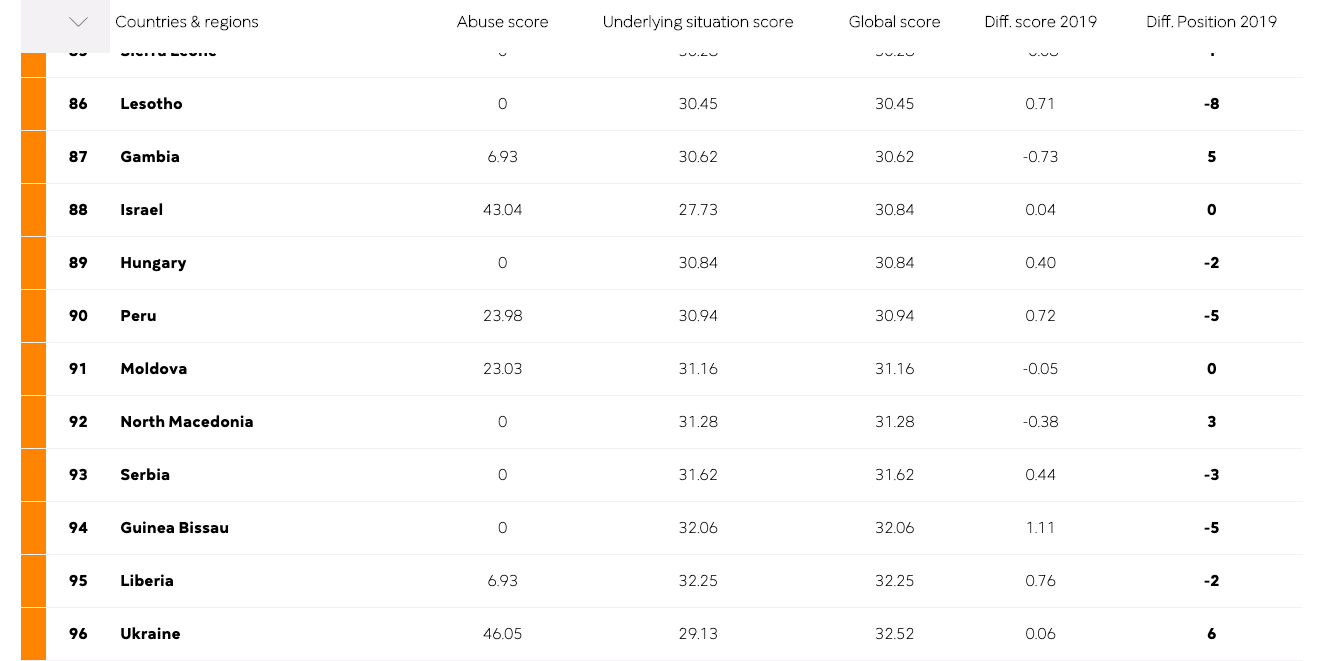 Countries & regions Abuse score Underlying situation score Global score Diff. score 2019 Diff. Position 2019
86 Lesotho 0 30.45 30.45 0.71 -8
87 Gambia 6.93 30.62 30.62 -0.73 5
88 Israel 43.04 27.73 30.84 0.04 0
89 Hungary 0 30.84 30.84 0.40 -2
90 Peru 23.98 30.94 30.94 0.72 -5
91 Moldova 23.03 31.16 31.16 -0.05 0
92 North Macedonia 0 31.28 31.28 -0.38 3
93 Serbia 0 31.62 31.62 0.44 -3
94 Guinea Bissau 0 32.06 32.06 1.11 -5
95 Liberia 6.93 32.25 32.25 0.76 -2
96 Ukraine 46.05 29.13 32.52 0.06 6